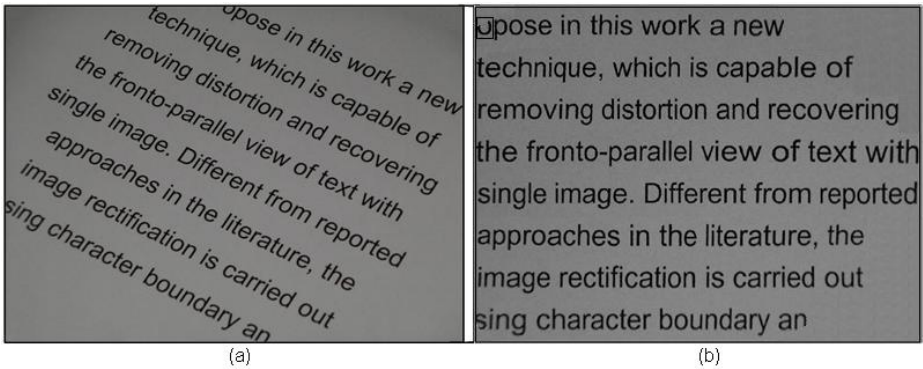 opose in this work a new
technique, which is capable of
removing distortion and recovering
the fronto-parallel view of text with
single image. Different from reported
approaches in the literature, the
image rectification is carried out
sing character boundary an
(a)
opose in this work a new
technique, which is capable of
removing distortion and recovering
the fronto-parallel view of text with
single image. Different from reported
approaches in the literature, the
image rectification is carried out
sing character boundary an
(b)